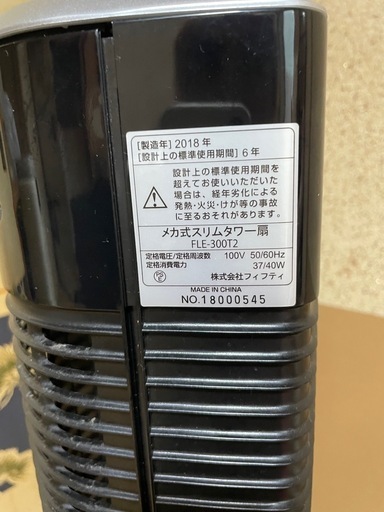 [製造年] 2018 年
[設計上の標準使用期間] 6 年
設計上の標準使用期間を
超えてお使いいただいた
場合は、経年劣化による
発熱・火災・けが等の事故
に至るおそれがあります。
メカ式スリムタワー扇
FLE-300T2
定格電圧/定格周波数 100V 50/60Hz
定格消費電力 37/40W
株式会社フィフティ
MADE IN CHINA
NO.18000545